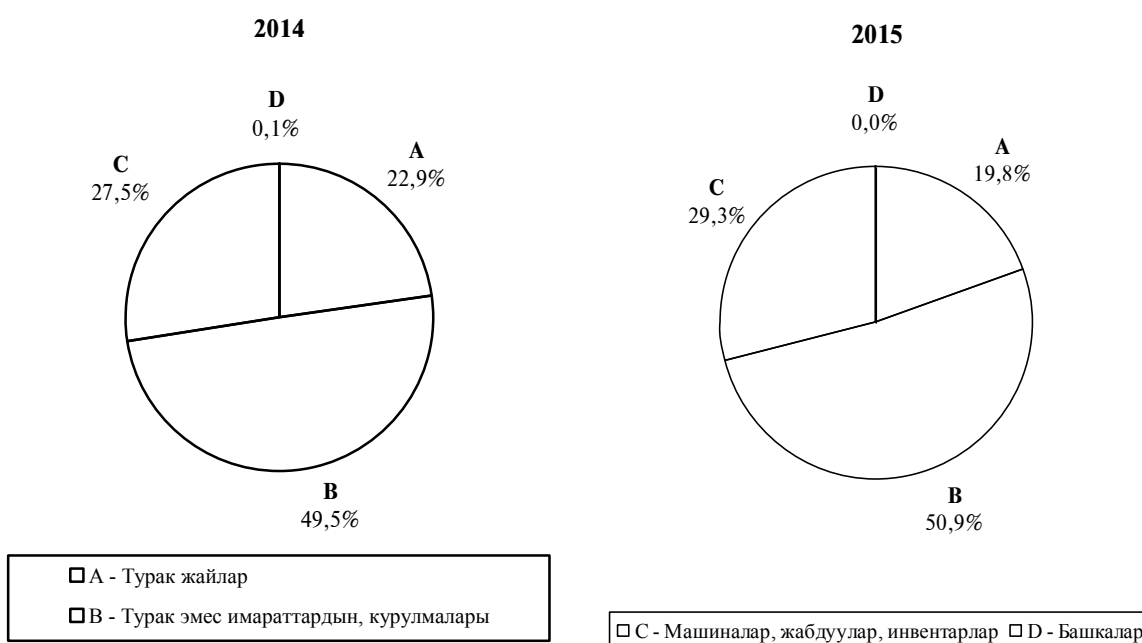 2014
D
0,1%
A
22,9%
C
27,5%
B
49,5%
A - Турак жайлар
B - Турак эмес имараттардын, курулмалары
2015
D
0,0%
A
19,8%
C
29,3%
B
50,9%
C - Машиналар, жабдуулар, инвентарлар D - Башкалар